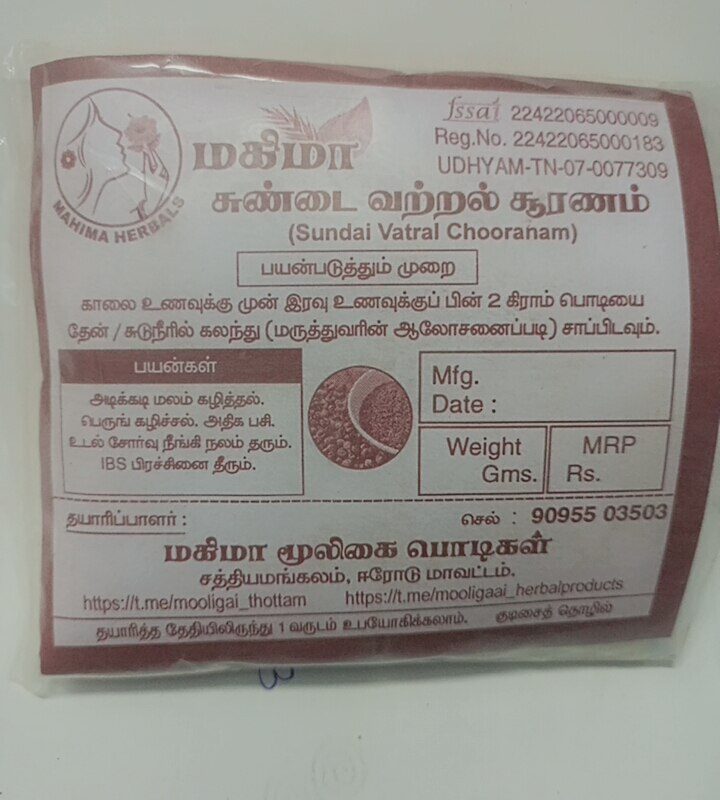 MAHIMA HERBALS
மகிமா
fssai 22422065000009
Reg.No. 22422065000183
UDHYAM-TN-07-0077309
சுண்டை வற்றல் சூரணம்
(Sundai Vatral Chooranam)
பயன்படுத்தும் முறை
காலை உணவுக்கு முன் இரவு உணவுக்குப் பின் 2 கிராம் பொடியை
தேன் / சுடுநீரில் கலந்து (மருத்துவரின் ஆலோசனைப்படி) சாப்பிடவும்.
பயன்கள்
அடிக்கடி மலம் கழித்தல்.
பெருங் கழிச்சல். அதிக பசி.
உடல் சோர்வு நீங்கி நலம் தரும்.
IBS பிரச்சினை தீரும்.
Mfg.
Date :
Weight
Gms.
MRP
Rs.
தயாரிப்பாளர் :
செல் : 90955 03503
மகிமா மூலிகை பொடிகள்
சத்தியமங்கலம், ஈரோடு மாவட்டம்.
https://t.me/mooligai_thottam https://t.me/mooligaai_herbalproducts
தயாரித்த தேதியிலிருந்து 1 வருடம் உபயோகிக்கலாம். குடிசைத் தொழில்